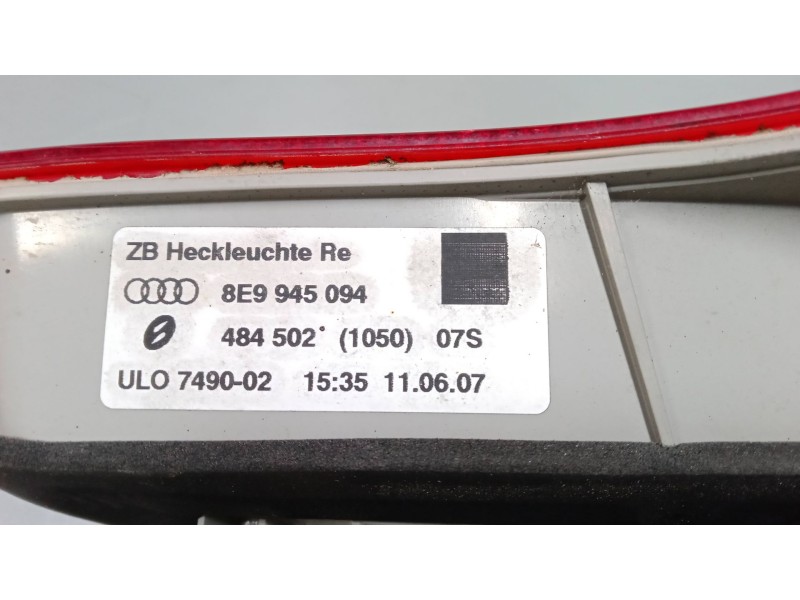 ZB Heckleuchte Re
8E9 945 094
484 502 (1050) 07S
ULO 7490-02 15:35 11.06.07